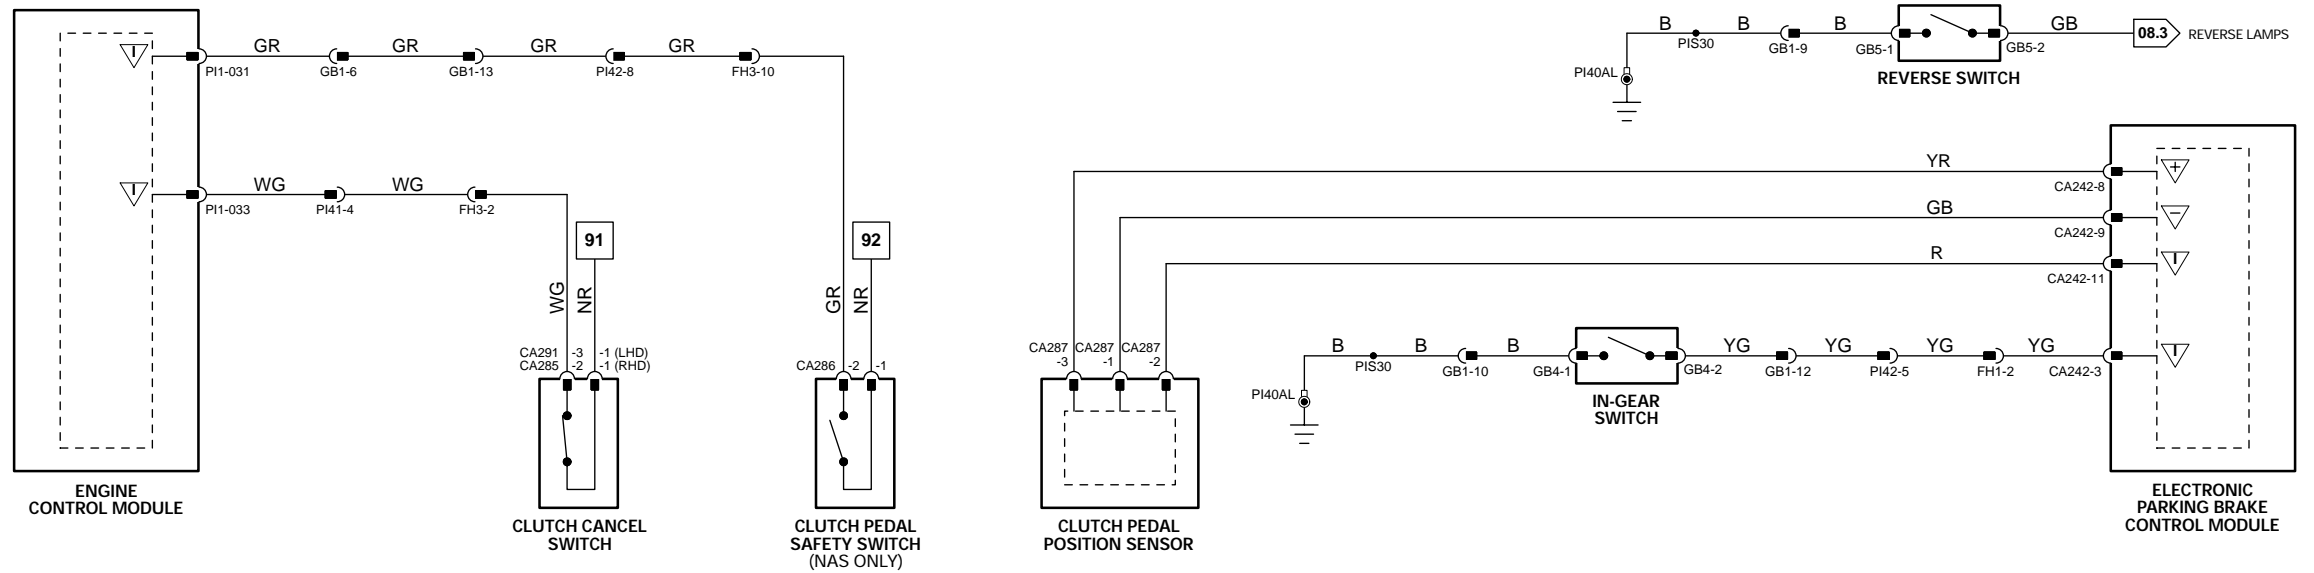 GR GR GR GR
PI1-031 GB1-6 GB1-13 PI42-8 FH3-10
WG WG
PI1-033 PI41-4 FH3-2
91
92
WG
NR
GR
NR
CA291 -3 -1 (LHD)
CA285 -2 -1 (RHD)
CA286 -2 -1
ENGINE
CONTROL MODULE
CLUTCH CANCEL
SWITCH
CLUTCH PEDAL
SAFETY SWITCH
(NAS ONLY)
B B B GB
PIS30 GB1-9 GB5-1 GB5-2
08.3 REVERSE LAMPS
PI40AL
REVERSE SWITCH
YR
CA242-8
GB
CA242-9
R
CA242-11
CA287 CA287 CA287
-3 -1 -2
CLUTCH PEDAL
POSITION SENSOR
B B B YG YG YG YG
PIS30 GB1-10 GB4-1 GB4-2 GB1-12 PI42-5 FH1-2 CA242-3
PI40AL
IN-GEAR
SWITCH
ELECTRONIC
PARKING BRAKE
CONTROL MODULE